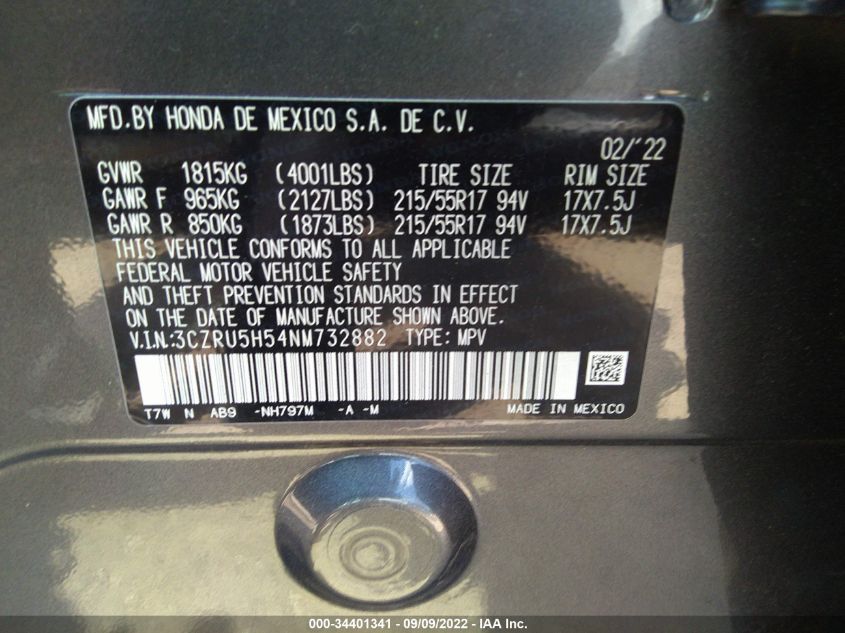 MFD.BY HONDA DE MEXICO S.A. DE C.V.
02/'22
GVWR 1815KG (4001LBS) TIRE SIZE RIM SIZE
GAWR F 965KG (2127LBS) 215/55R17 94V 17X7.5J
GAWR R 850KG (1873LBS) 215/55R17 94V 17X7.5J
THIS VEHICLE CONFORMS TO ALL APPLICABLE
FEDERAL MOTOR VEHICLE SAFETY
AND THEFT PREVENTION STANDARDS IN EFFECT
ON THE DATE OF MANUFACTURE SHOWN ABOVE.
V.I.N:3CZRU5H54NM732882 TYPE: MPV
T7W N AB9 -NH797M -A -M MADE IN MEXICO
000-34401341 - 09/09/2022 - IAA Inc.